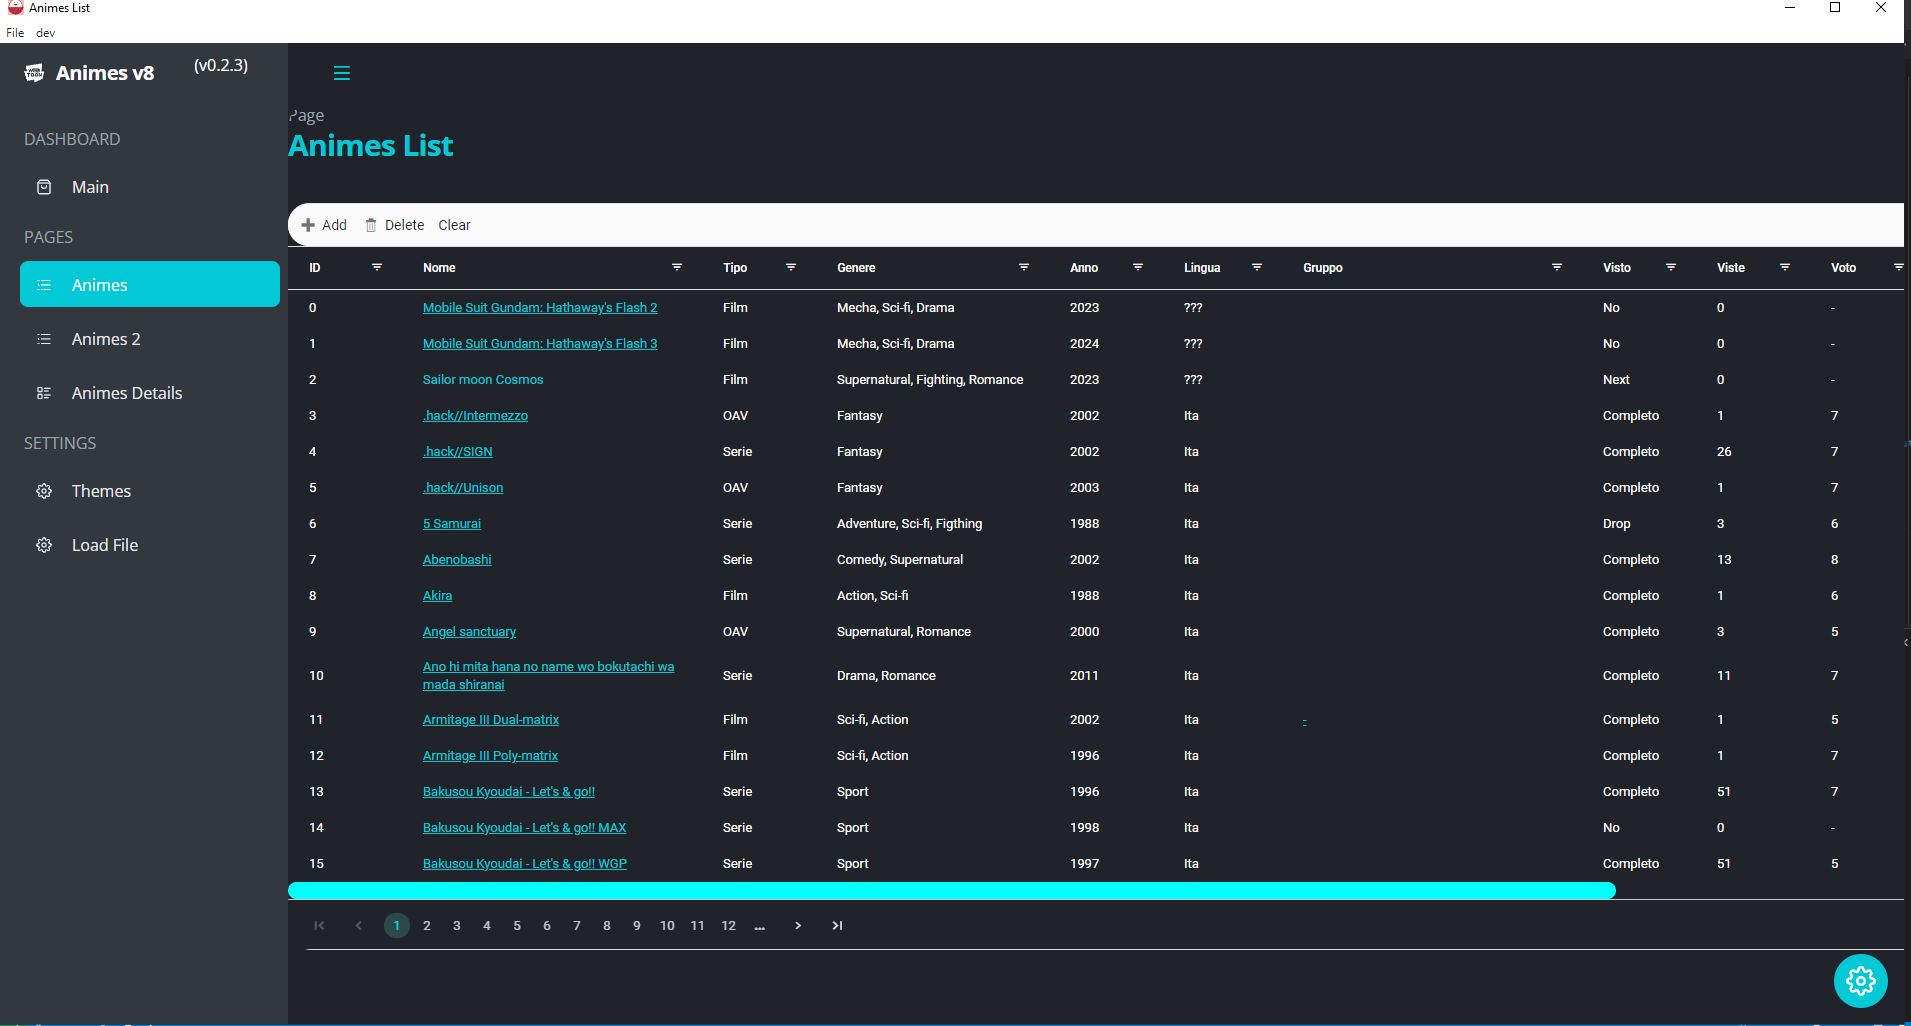 Animes List
File dev
WEB TOON Animes v8 (v0.2.3)
DASHBOARD
Main
PAGES
Animes
Animes 2
Animes Details
SETTINGS
Themes
Load File
Page
Animes List
Add Delete Clear
ID Nome Tipo Genere Anno Lingua Gruppo Visto Viste Voto
0 Mobile Suit Gundam: Hathaway's Flash 2 Film Mecha, Sci-fi, Drama 2023 ??? No 0 -
1 Mobile Suit Gundam: Hathaway's Flash 3 Film Mecha, Sci-fi, Drama 2024 ??? No 0 -
2 Sailor moon Cosmos Film Supernatural, Fighting, Romance 2023 ??? Next 0 -
3 .hack//Intermezzo OAV Fantasy 2002 Ita Completo 1 7
4 .hack//SIGN Serie Fantasy 2002 Ita Completo 26 7
5 .hack//Unison OAV Fantasy 2003 Ita Completo 1 7
6 5 Samurai Serie Adventure, Sci-fi, Figthing 1988 Ita Drop 3 6
7 Abenobashi Serie Comedy, Supernatural 2002 Ita Completo 13 8
8 Akira Film Action, Sci-fi 1988 Ita Completo 1 6
9 Angel sanctuary OAV Supernatural, Romance 2000 Ita Completo 3 5
10 Ano hi mita hana no name wo bokutachi wa
mada shiranai Serie Drama, Romance 2011 Ita Completo 11 7
11 Armitage III Dual-matrix Film Sci-fi, Action 2002 Ita - Completo 1 5
12 Armitage III Poly-matrix Film Sci-fi, Action 1996 Ita Completo 1 7
13 Bakusou Kyoudai - Let's & go!! Serie Sport 1996 Ita Completo 51 7
14 Bakusou Kyoudai - Let's & go!! MAX Serie Sport 1998 Ita No 0 -
15 Bakusou Kyoudai - Let's & go!! WGP Serie Sport 1997 Ita Completo 51 5
1 2 3 4 5 6 7 8 9 10 11 12 ...